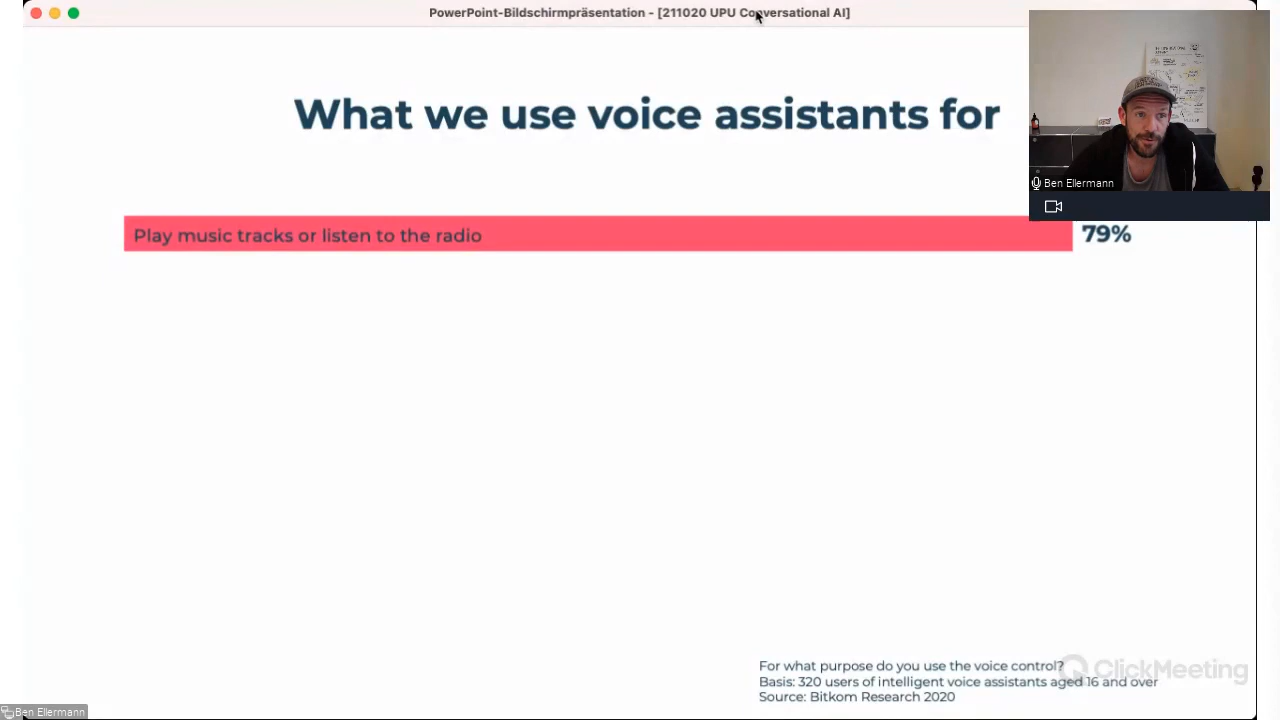 PowerPoint-Bildschirmpräsentation - [211020 UPU Conversational AI]
What we use voice assistants for
Ben Ellermann
Play music tracks or listen to the radio
79%
For what purpose do you use the voice control?
Basis: 320 users of intelligent voice assistants aged 16 and over
Source: Bitkom Research 2020
ClickMeeting
Ben Ellermann